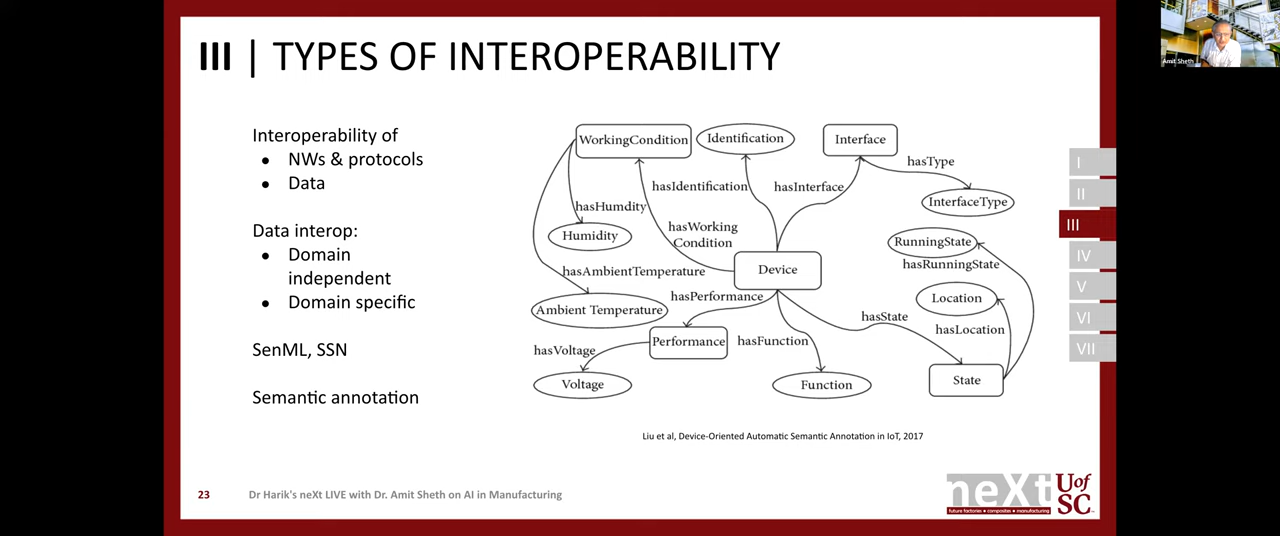 III | TYPES OF INTEROPERABILITY
Amit Sheth
Interoperability of
● NWs & protocols
● Data
Data interop:
● Domain
independent
● Domain specific
SenML, SSN
Semantic annotation
WorkingCondition
Identification
Interface
hasType
hasIdentification
hasInterface
InterfaceType
hasHumdity
hasWorking
Condition
Humidity
RunningState
hasRunningState
Device
hasAmbientTemperature
hasPerformance
Location
Ambient Temperature
hasState
hasLocation
Performance
hasFunction
hasVoltage
Voltage
Function
State
Liu et al, Device-Oriented Automatic Semantic Annotation in IoT, 2017
I
II
III
IV
V
VI
VII
23
Dr Harik's neXt LIVE with Dr. Amit Sheth on AI in Manufacturing
neXt
future factories • composites • manufacturing
UofSC